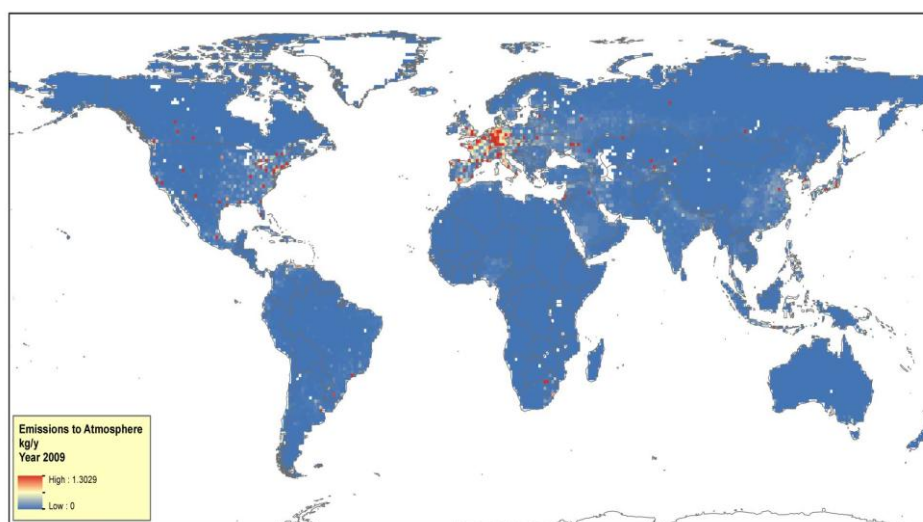 Emissions to Atmosphere
kg/y
Year 2009
High : 1.3029
Low : 0